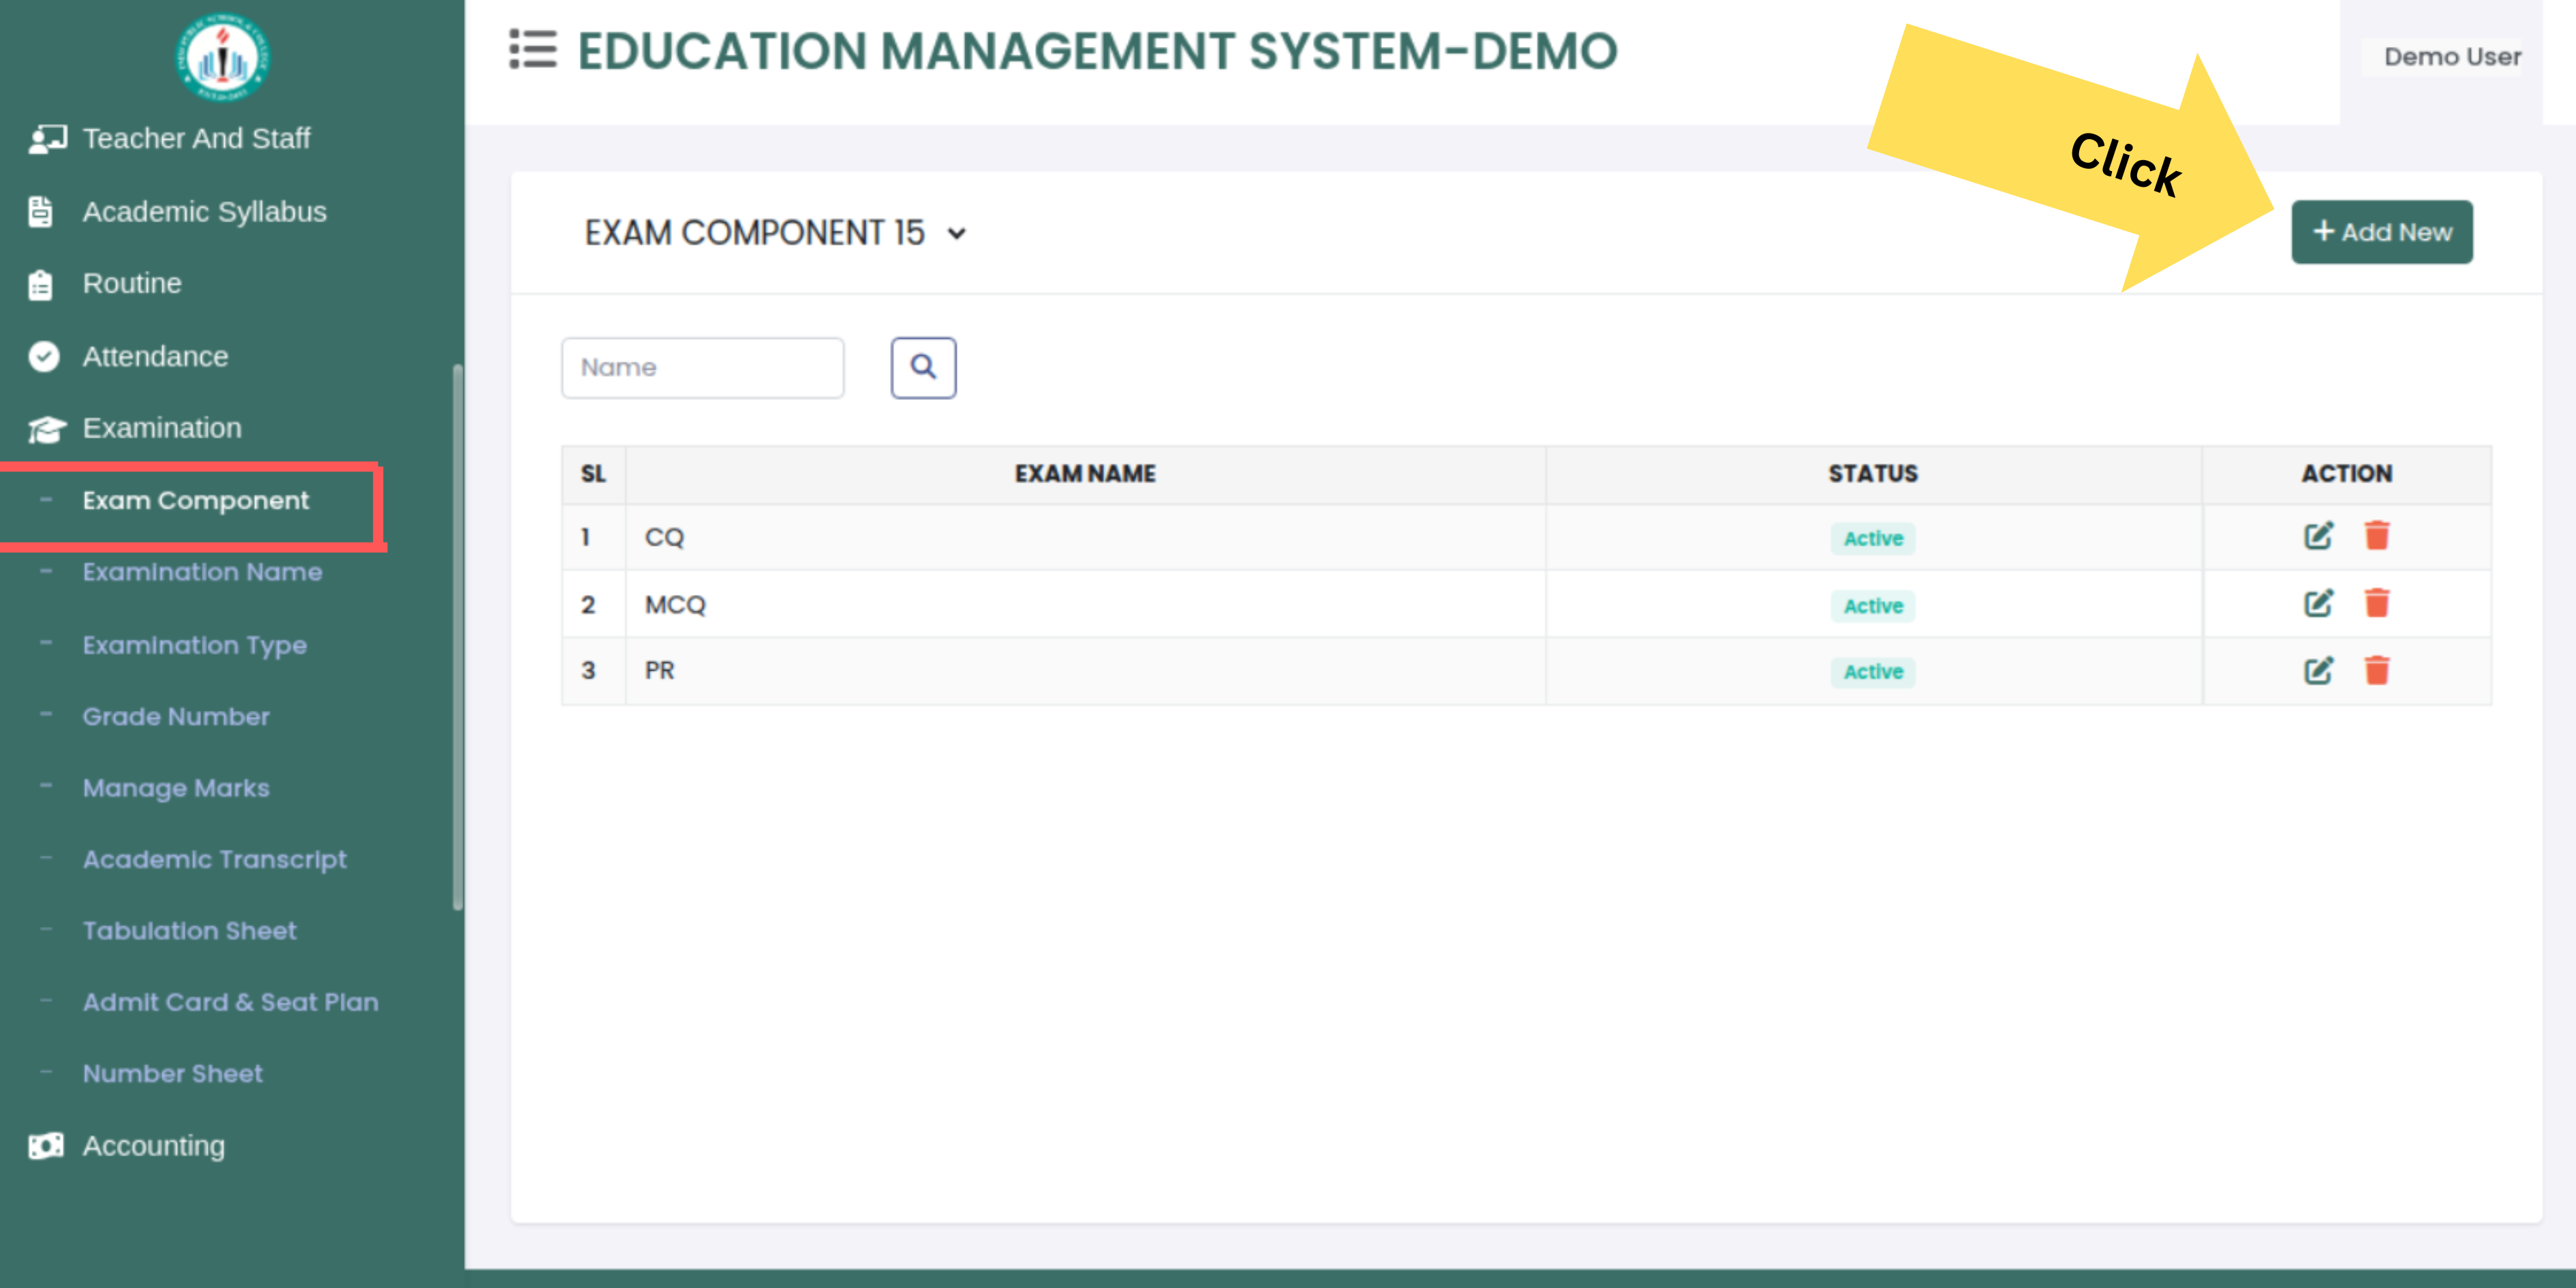 EDUCATION MANAGEMENT SYSTEM-DEMO
Demo User
Click
Teacher And Staff
Academic Syllabus
Routine
Attendance
Examination
- Exam Component
- Examination Name
- Examination Type
- Grade Number
- Manage Marks
- Academic Transcript
- Tabulation Sheet
- Admit Card & Seat Plan
- Number Sheet
Accounting
EXAM COMPONENT 15
+ Add New
Name
SL EXAM NAME STATUS ACTION
1 CQ Active
2 MCQ Active
3 PR Active